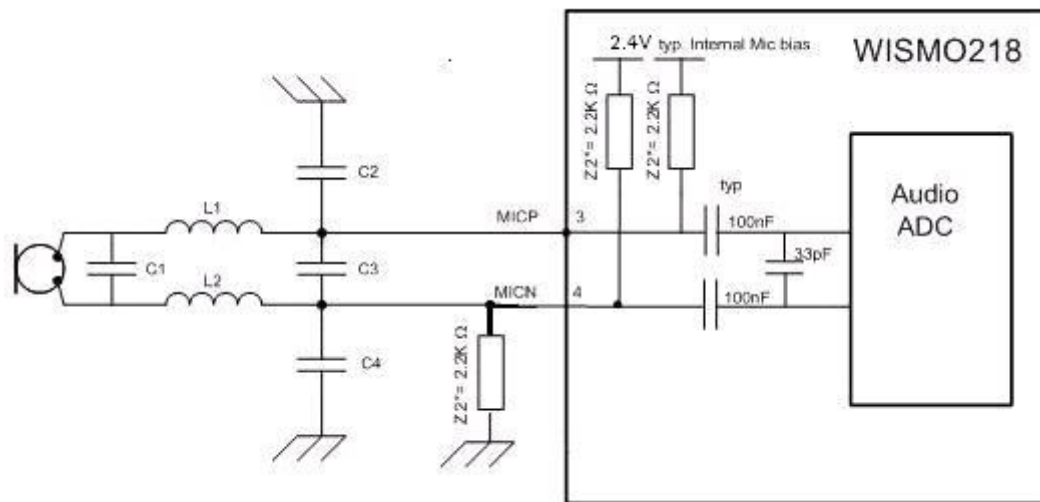 2.4V typ. Internal Mic bias
WISMO218
Z2*= 2.2K Ω
Z2*= 2.2K Ω
C2
typ
Audio
ADC
L1
MICP
3
100nF
C1
C3
33pF
L2
MICN
4
100nF
C4
Z2*= 2.2K Ω